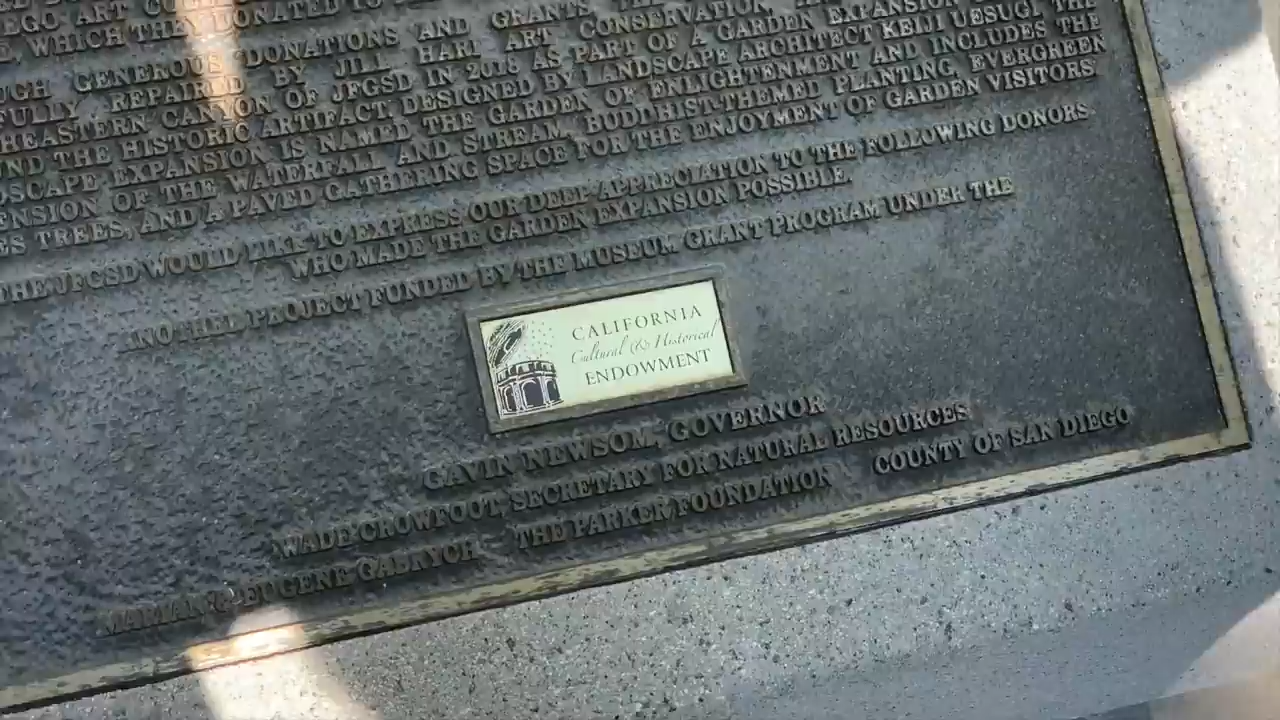 EGO ART
E, WHICH THEY DONATED TO
UGH GENEROUS DONATIONS AND GRANTS,
FULLY REPAIRED BY JILL HARI ART CONSERVATION,
HEASTERN CANYON OF JFGSD IN 2018 AS PART OF A GARDEN EXPANSION
ND THE HISTORIC ARTIFACT, DESIGNED BY LANDSCAPE ARCHITECT KEIJI UESUGI. THE
DSCAPE EXPANSION IS NAMED THE GARDEN OF ENLIGHTENMENT AND INCLUDES THE
ENSION OF THE WATERFALL AND STREAM, BUDDHIST-THEMED PLANTING, EVERGREEN
S TREES, AND A PAVED GATHERING SPACE FOR THE ENJOYMENT OF GARDEN VISITORS.
THE JFGSD WOULD LIKE TO EXPRESS OUR DEEP APPRECIATION TO THE FOLLOWING DONORS
WHO MADE THE GARDEN EXPANSION POSSIBLE.
ANOTHER PROJECT FUNDED BY THE MUSEUM GRANT PROGRAM UNDER THE
CALIFORNIA
Cultural & Historical
ENDOWMENT
GAVIN NEWSOM, GOVERNOR
WADE CROWFOOT, SECRETARY FOR NATURAL RESOURCES
MARIAN & EUGENE GABRYCH THE PARKER FOUNDATION COUNTY OF SAN DIEGO